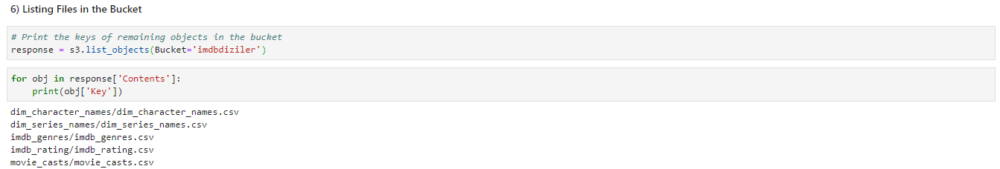 6) Listing Files in the Bucket
# Print the keys of remaining objects in the bucket
response = s3.list_objects(Bucket='imdbdiziler')
for obj in response['Contents']:
    print(obj['Key'])
dim_character_names/dim_character_names.csv
dim_series_names/dim_series_names.csv
imdb_genres/imdb_genres.csv
imdb_rating/imdb_rating.csv
movie_casts/movie_casts.csv